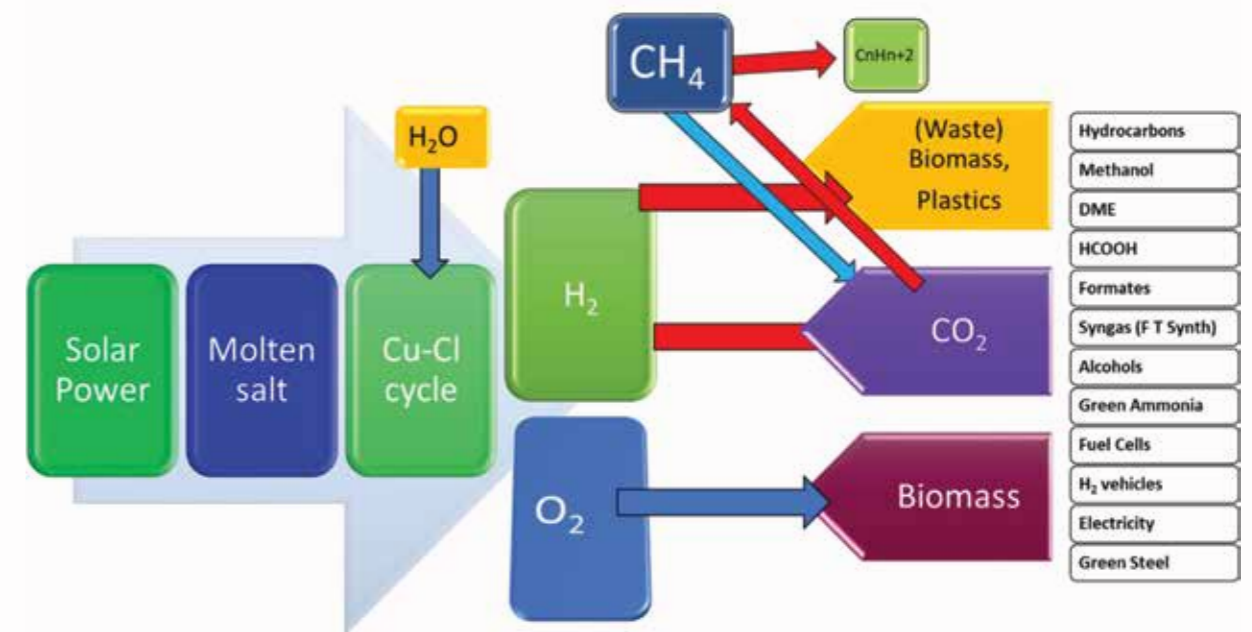 CH₄
CnHn+2
H₂O
(Waste)
Biomass,
Plastics
Solar
Power
Molten
salt
Cu-Cl
cycle
H₂
CO₂
O₂
Biomass
Hydrocarbons
Methanol
DME
HCOOH
Formates
Syngas (F T Synth)
Alcohols
Green Ammonia
Fuel Cells
H₂ vehicles
Electricity
Green Steel